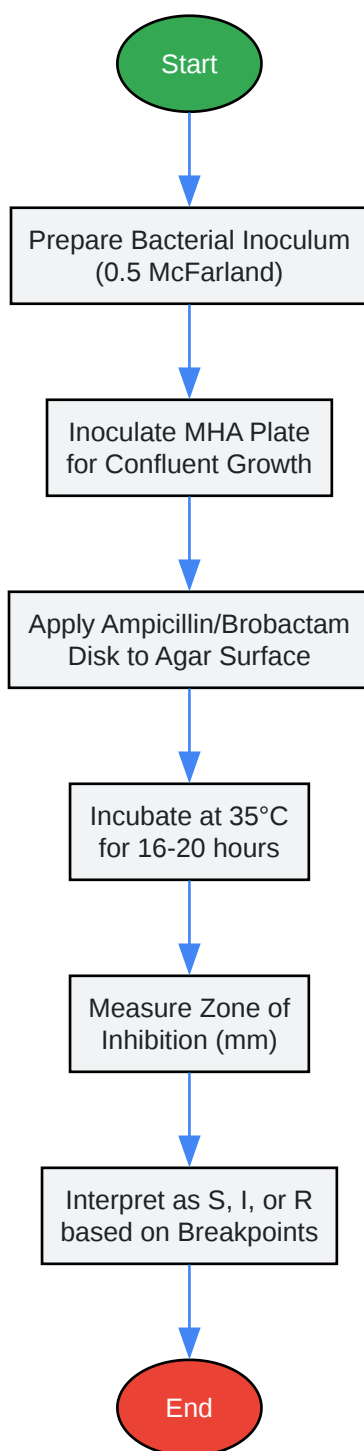 Start
Prepare Bacterial Inoculum
(0.5 McFarland)
Inoculate MHA Plate
for Confluent Growth
Apply Ampicillin/Brobactam
Disk to Agar Surface
Incubate at 35°C
for 16-20 hours
Measure Zone of
Inhibition (mm)
Interpret as S, I, or R
based on Breakpoints
End